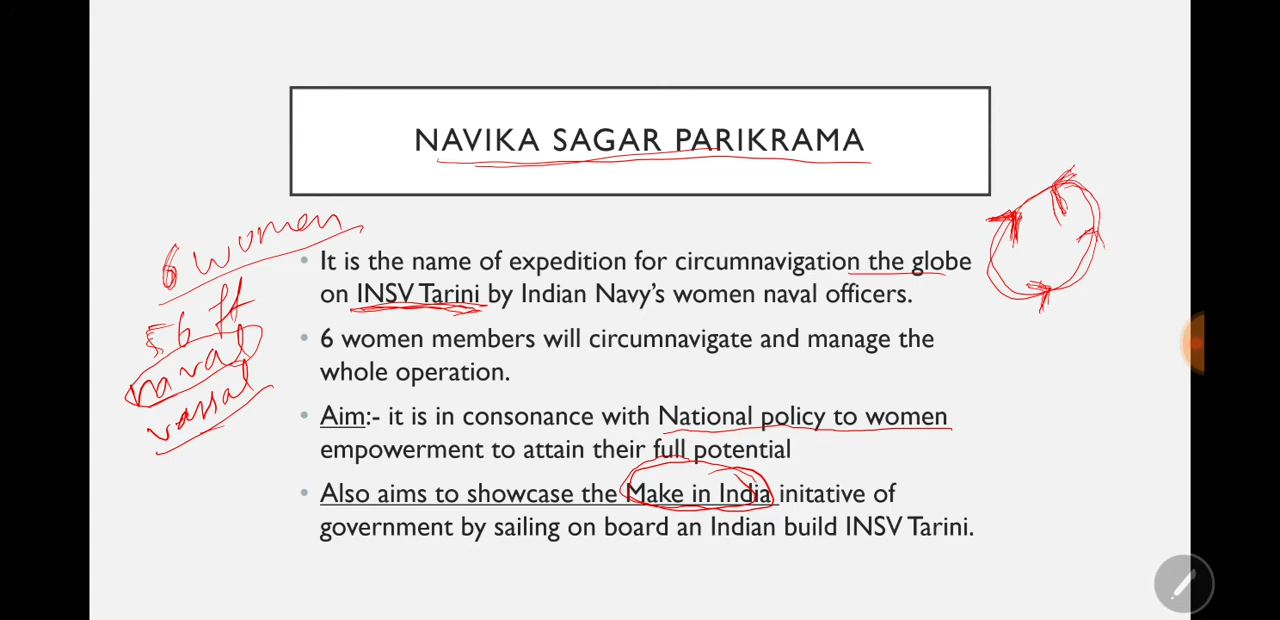 NAVIKA SAGAR PARIKRAMA
6 women
56 ft
naval
vassal
It is the name of expedition for circumnavigation the globe
on INSV Tarini by Indian Navy's women naval officers.
6 women members will circumnavigate and manage the
whole operation.
Aim:- it is in consonance with National policy to women
empowerment to attain their full potential
Also aims to showcase the Make in India initative of
government by sailing on board an Indian build INSV Tarini.